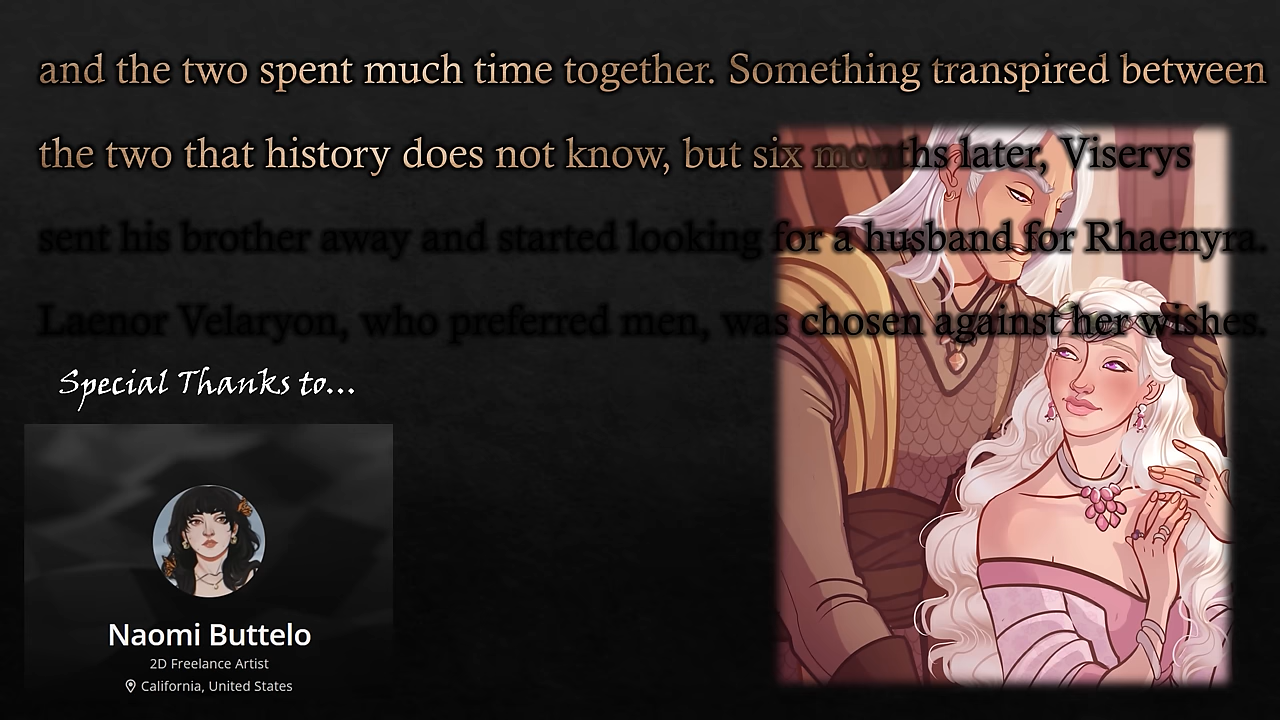 and the two spent much time together. Something transpired between
the two that history does not know, but six months later, Viserys
sent his brother away and started looking for a husband for Rhaenyra.
Laenor Velaryon, who preferred men, was chosen against her wishes.
Special Thanks to...
Naomi Buttelo
2D Freelance Artist
California, United States